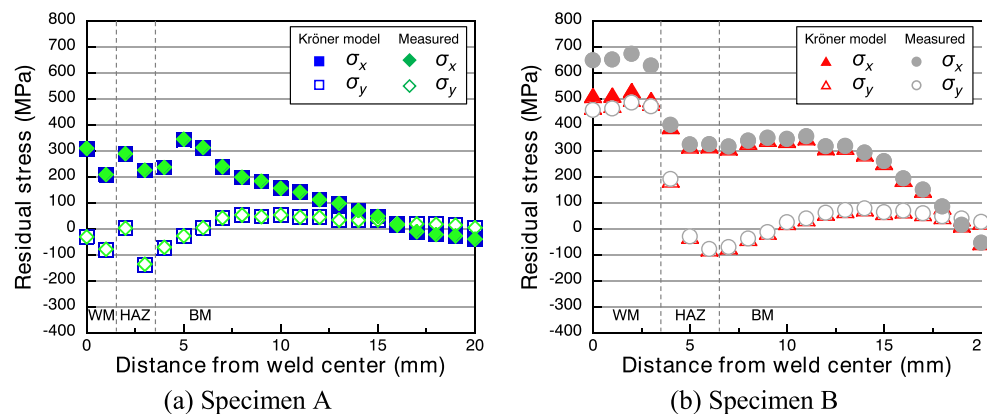 800
700
600
500
400
300
200
100
0
-100
-200
-300
-400
Residual stress (MPa)
Kröner model Measured
σx σx
σy σy
WM HAZ BM
0 5 10 15 20
Distance from weld center (mm)
(a) Specimen A
800
700
600
500
400
300
200
100
0
-100
-200
-300
-400
Residual stress (MPa)
Kröner model Measured
σx σx
σy σy
WM HAZ BM
0 5 10 15 2
Distance from weld center (mm)
(b) Specimen B